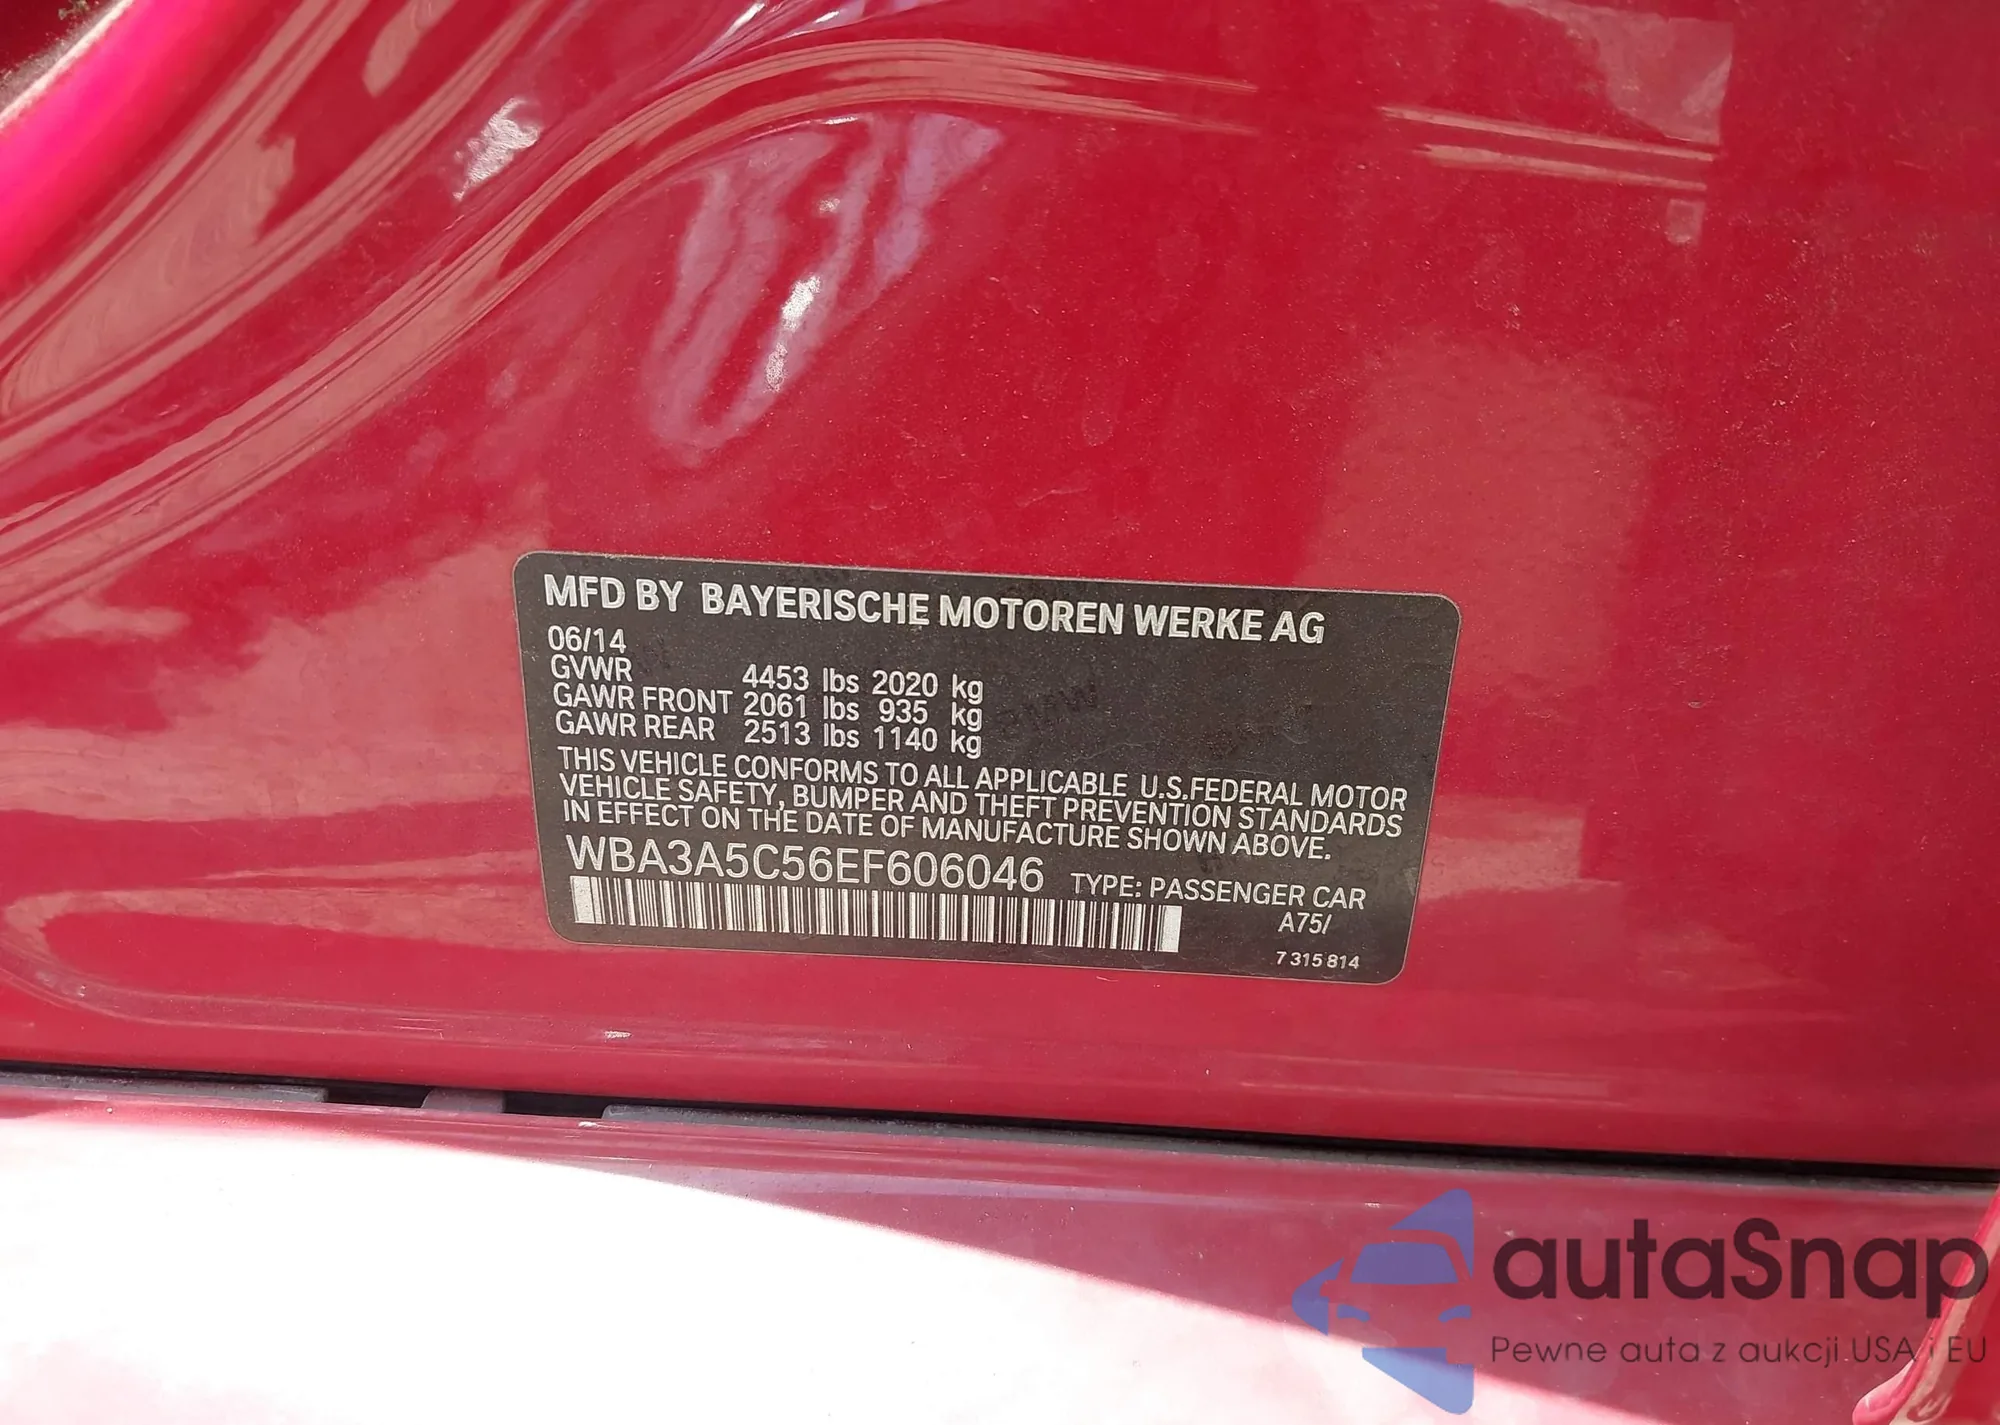 MFD BY BAYERISCHE MOTOREN WERKE AG
06/14
GVWR 4453 lbs 2020 kg
GAWR FRONT 2061 lbs 935 kg
GAWR REAR 2513 lbs 1140 kg
THIS VEHICLE CONFORMS TO ALL APPLICABLE U.S.FEDERAL MOTOR
VEHICLE SAFETY, BUMPER AND THEFT PREVENTION STANDARDS
IN EFFECT ON THE DATE OF MANUFACTURE SHOWN ABOVE.
WBA3A5C56EF606046 TYPE: PASSENGER CAR
A75/
7 315 814
autaSnap
Pewne auta z aukcji USA i EU